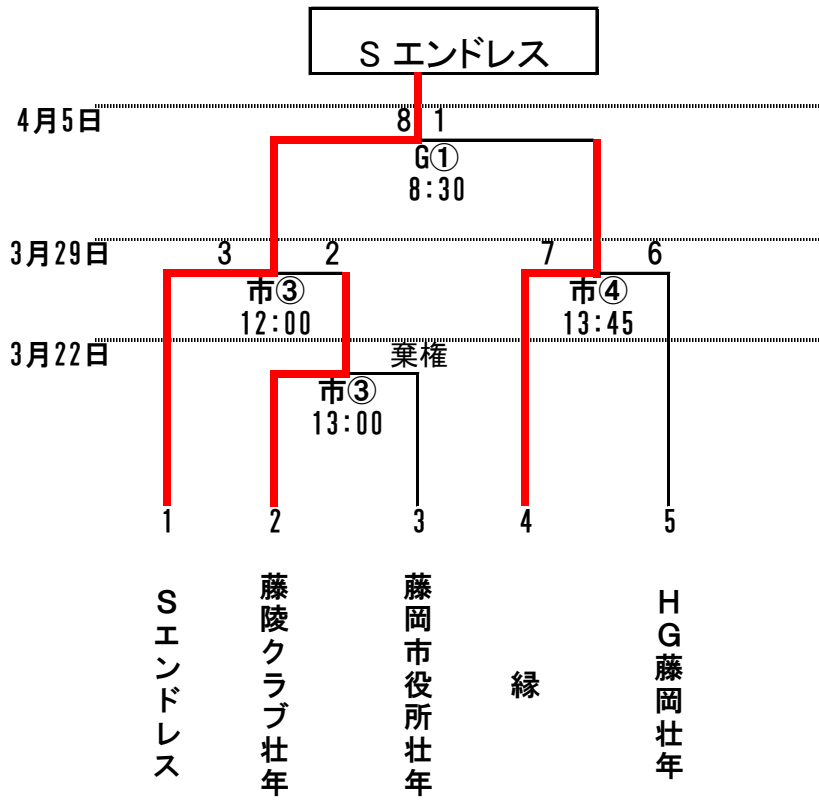 S エンドレス
4月5日
8 1
G①
8:30
3月29日
3 2
7 6
市③
12:00
市④
13:45
3月22日
棄権
市③
13:00
1 2 3 4 5
Sエンドレス
藤陵クラブ壮年
藤岡市役所壮年
縁
HG藤岡壮年